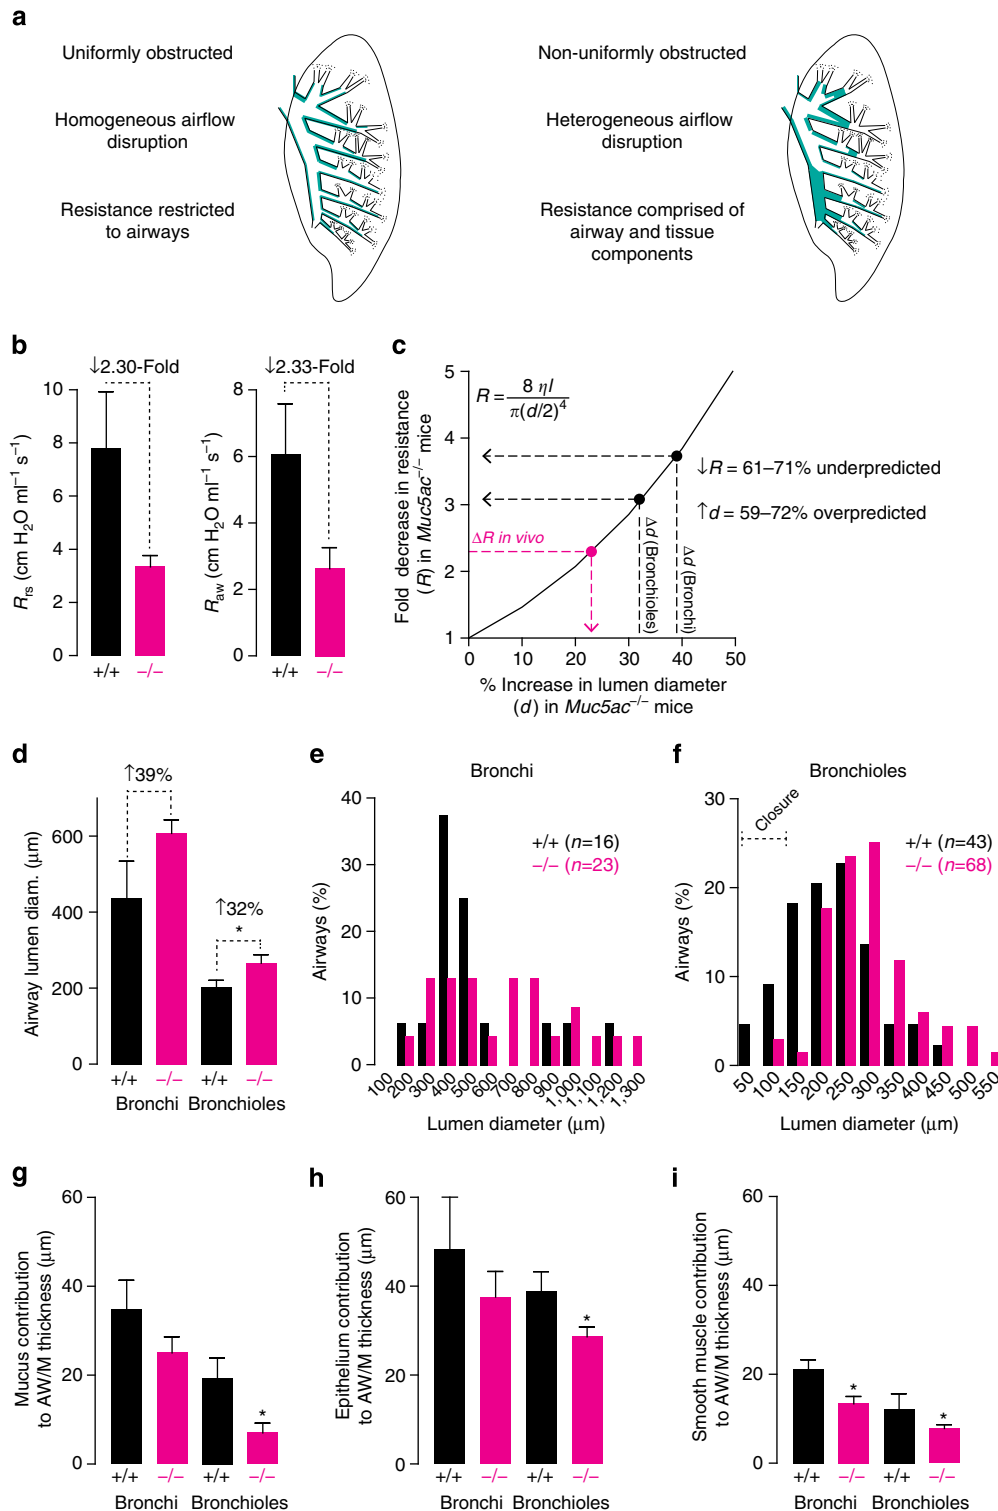 a
Uniformly obstructed
Homogeneous airflow
disruption
Resistance restricted
to airways
Non-uniformly obstructed
Heterogeneous airflow
disruption
Resistance comprised of
airway and tissue
components
b
↓2.30-Fold
10
8
6
4
2
0
R_rs (cm H₂O ml⁻¹ s⁻¹)
+/+
−/−
↓2.33-Fold
8
6
4
2
0
R_aw (cm H₂O ml⁻¹ s⁻¹)
+/+
−/−
c
R = 8 ηl / π(d/2)⁴
5
4
3
2
1
Fold decrease in resistance
(R) in Muc5ac⁻/⁻ mice
ΔR in vivo
Δd (Bronchioles)
Δd (Bronchi)
↓R = 61–71% underpredicted
↑d = 59–72% overpredicted
0 10 20 30 40 50
% Increase in lumen diameter
(d) in Muc5ac⁻/⁻ mice
d
↑39%
↑32%
*
600
400
200
0
Airway lumen diam. (μm)
+/+ −/− +/+ −/−
Bronchi Bronchioles
e
Bronchi
40
30
20
10
0
Airways (%)
+/+ (n=16)
−/− (n=23)
100 200 300 400 500 600 700 800 900 1,000 1,100 1,200 1,300
Lumen diameter (μm)
f
Bronchioles
30
20
10
0
Airways (%)
Closure
+/+ (n=43)
−/− (n=68)
50 100 150 200 250 300 350 400 450 500 550
Lumen diameter (μm)
g
60
40
20
0
Mucus contribution
to AW/M thickness (μm)
*
+/+ −/− +/+ −/−
Bronchi Bronchioles
h
60
40
20
0
Epithelium contribution
to AW/M thickness (μm)
*
+/+ −/− +/+ −/−
Bronchi Bronchioles
i
60
40
20
0
Smooth muscle contribution
to AW/M thickness (μm)
* *
+/+ −/− +/+ −/−
Bronchi Bronchioles